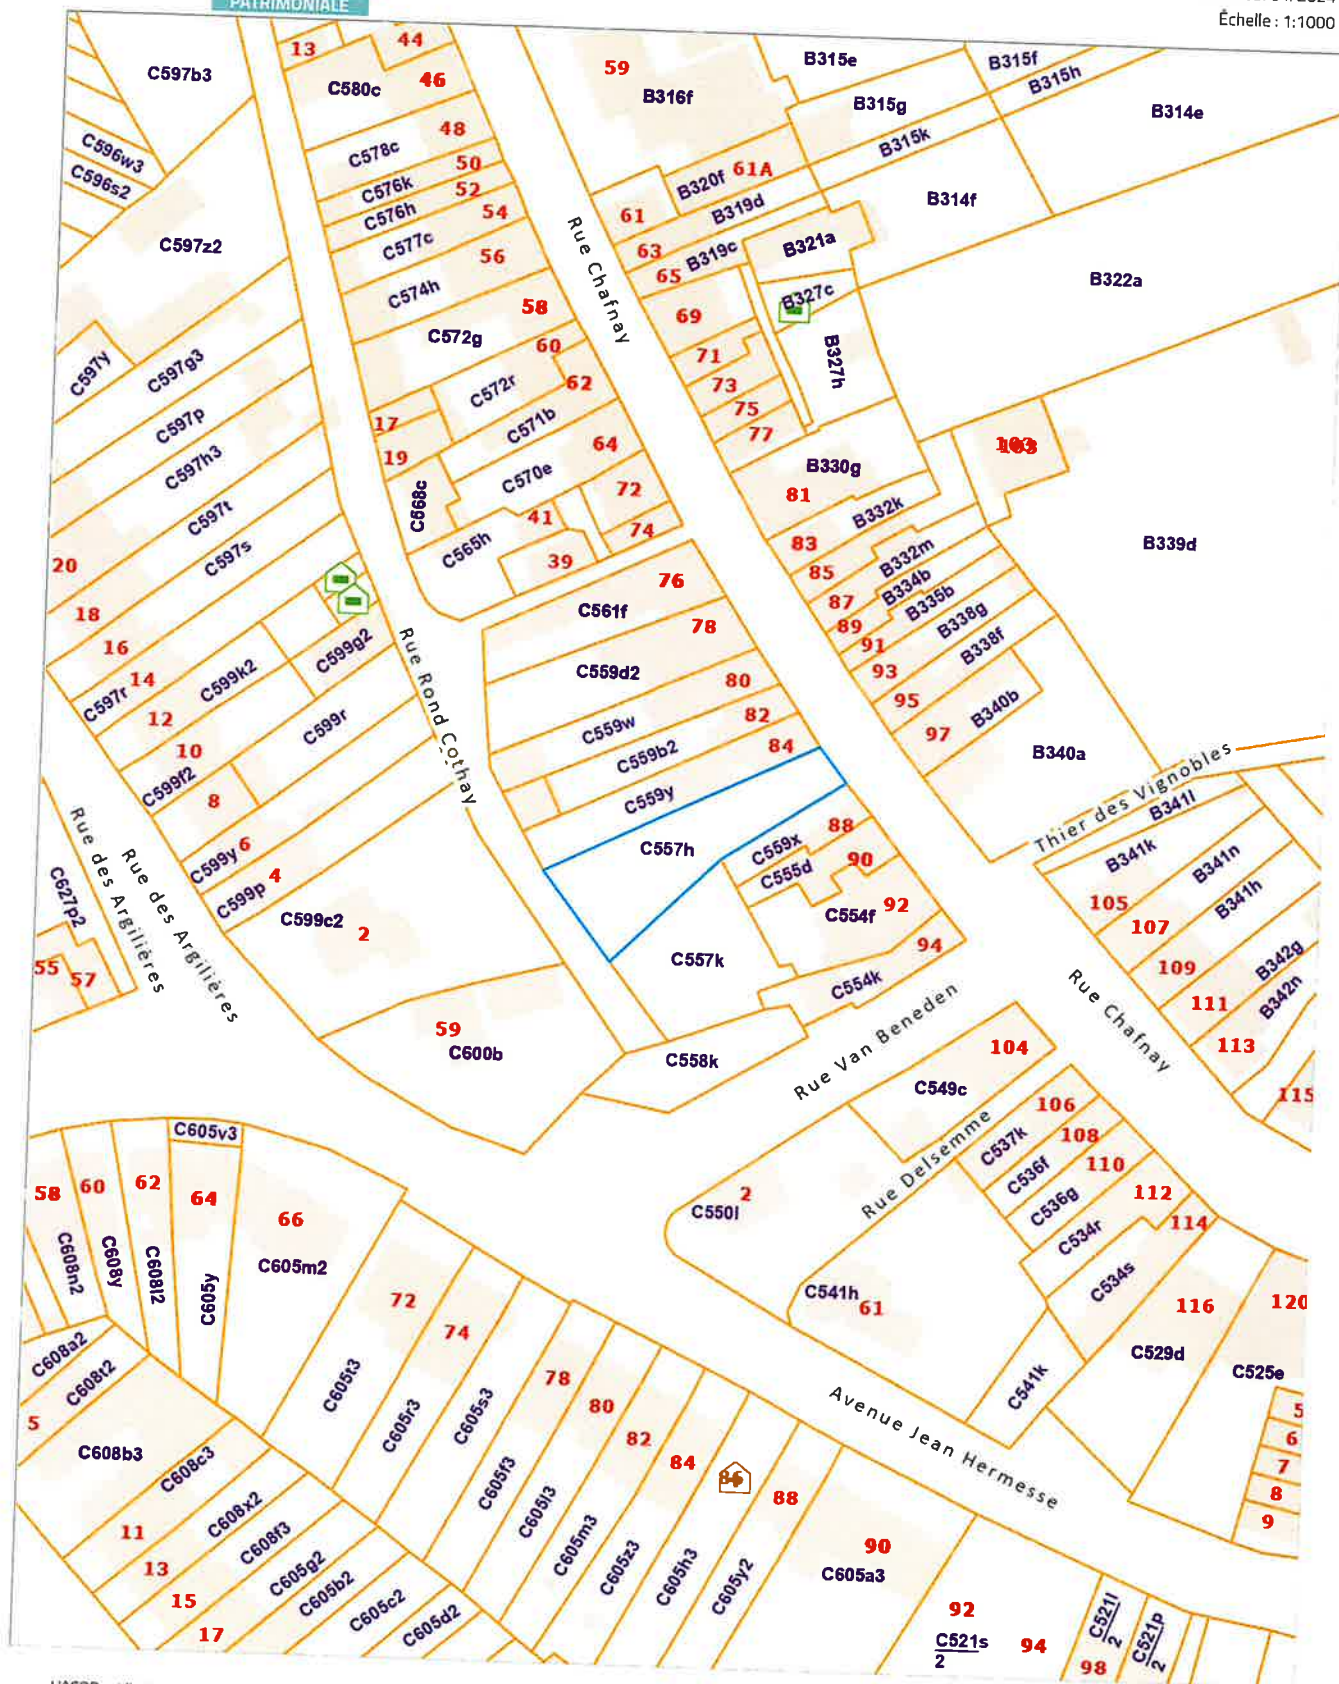 PATRIMONIALE
Échelle : 1:1000
13
44
59
B315e
B315f
C597b3
C580c
46
B316f
B315g
B315h
B314e
C596w3
C578c
48
B315k
C596s2
C576k
50
B320f
61A
C576h
52
B314f
C597z2
C577c
54
61
B319d
56
63
B319c
B321a
B322a
C574h
65
B327c
58
Rue Chafnay
69
C572g
60
71
B327h
C597y
C597g3
C572r
62
73
C597p
17
C571b
75
C597h3
19
64
77
103
C568c
C570e
B330g
C597t
72
81
B332k
41
74
C565h
B339d
C597s
39
83
20
85
B332m
76
B334b
18
C561f
87
B335b
16
78
89
B338g
C599g2
91
B338f
C597r
14
C599k2
C559d2
93
12
80
95
B340b
10
C599r
Rue Rond Cothay
C559w
82
97
C599f2
C559b2
84
B340a
8
C559y
Thier des Vignobles
B341l
C557h
C559x
88
B341k
B341n
C599y
6
C555d
90
C599p
4
105
B341h
C627p2
Rue des Argilières
Rue des Argilières
C599c2
2
C554f
92
107
C557k
94
109
B342g
55
57
C554k
111
B342n
59
C600b
Rue Chafnay
113
C558k
Rue Van Beneden
104
C549c
115
106
C605v3
C537k
108
58
60
62
64
C536f
110
66
2
C550l
Rue Delsemme
C536g
112
C608n2
C608y
C608l2
C605y
C605m2
C534r
114
C534s
72
C541h
61
116
120
74
C608a2
C529d
C525e
C608t2
C605t3
78
C541k
5
C605r3
C605s3
80
Avenue Jean Hermesse
5
C608b3
82
6
C608c3
84
86
7
C605f3
88
8
11
C608x2
C605l3
9
13
C608f3
C605m3
90
15
C605g2
C605z3
C605h3
C605y2
C605a3
17
C605b2
C605c2
C605d2
92
C521s
2
94
C521l
2
98
C521p
2